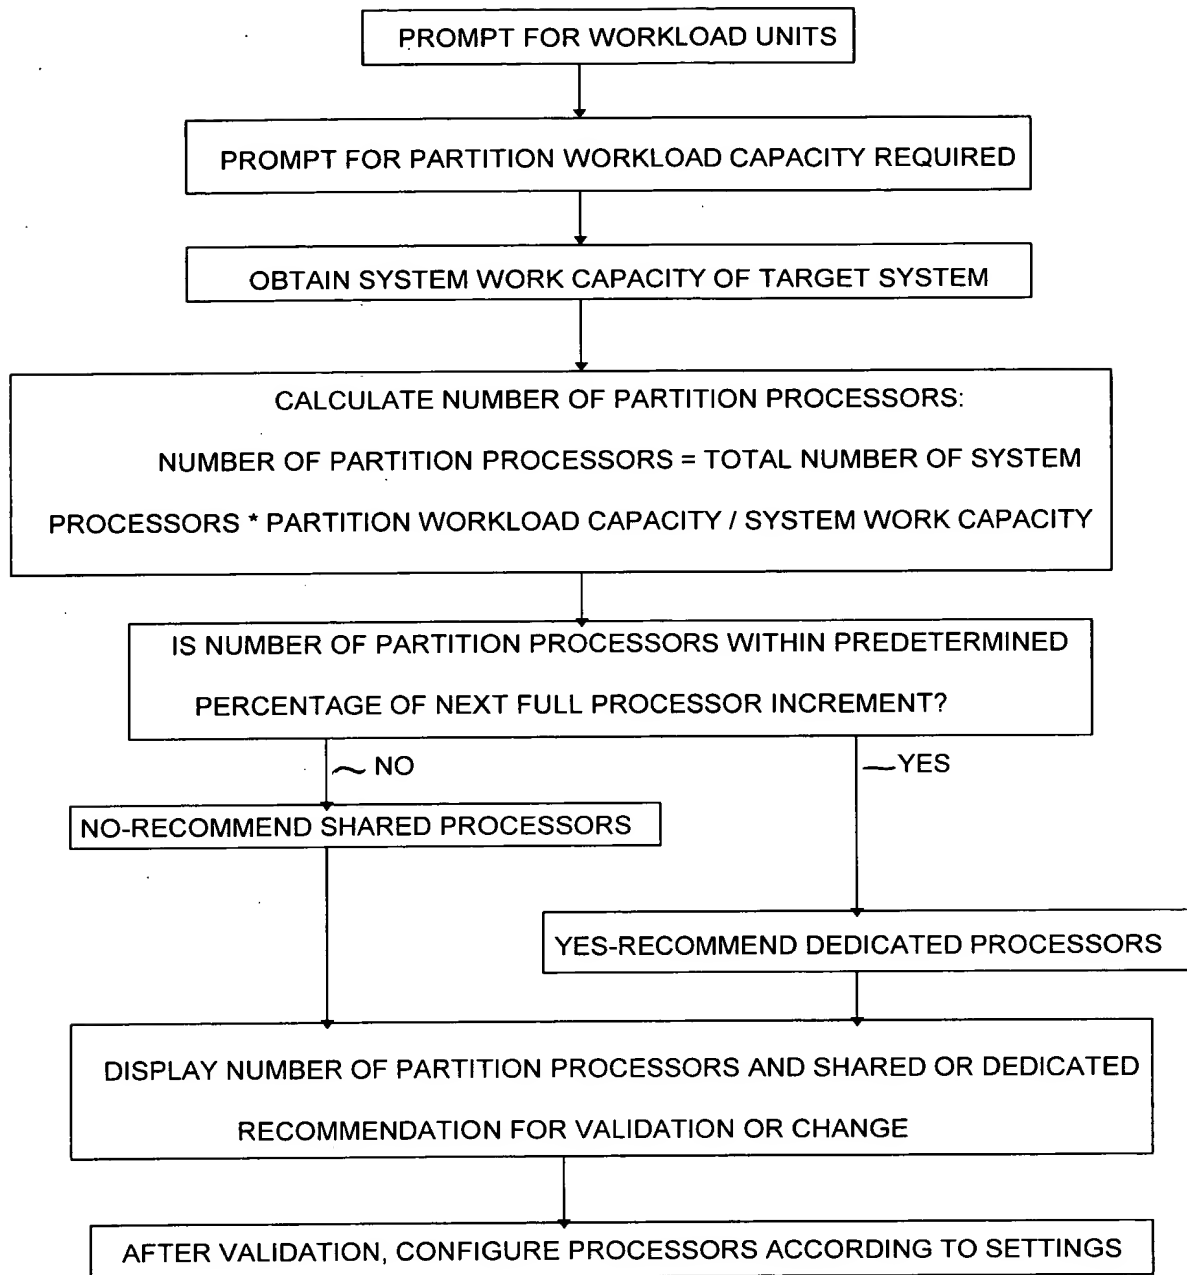 PROMPT FOR WORKLOAD UNITS
PROMPT FOR PARTITION WORKLOAD CAPACITY REQUIRED
OBTAIN SYSTEM WORK CAPACITY OF TARGET SYSTEM
CALCULATE NUMBER OF PARTITION PROCESSORS:
NUMBER OF PARTITION PROCESSORS = TOTAL NUMBER OF SYSTEM
PROCESSORS * PARTITION WORKLOAD CAPACITY / SYSTEM WORK CAPACITY
IS NUMBER OF PARTITION PROCESSORS WITHIN PREDETERMINED
PERCENTAGE OF NEXT FULL PROCESSOR INCREMENT?
NO
YES
NO-RECOMMEND SHARED PROCESSORS
YES-RECOMMEND DEDICATED PROCESSORS
DISPLAY NUMBER OF PARTITION PROCESSORS AND SHARED OR DEDICATED
RECOMMENDATION FOR VALIDATION OR CHANGE
AFTER VALIDATION, CONFIGURE PROCESSORS ACCORDING TO SETTINGS